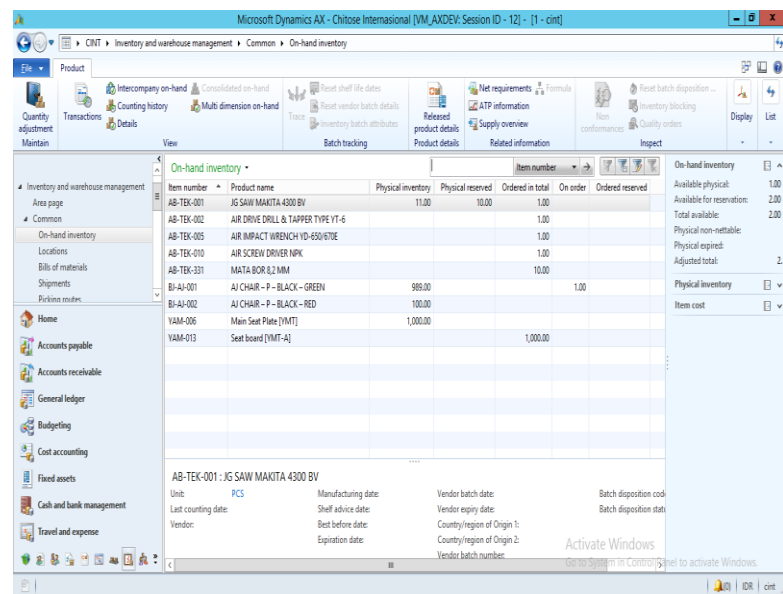 Microsoft Dynamics AX - Chitose Internasional [VM_AXDEV: Session ID - 12] - [1 - cint]
CINT Inventory and warehouse management Common On-hand inventory
File Product
Quantity adjustment
Transactions
Intercompany on-hand
Counting history
Details
Consolidated on-hand
Multi dimension on-hand
Trace
Reset shelf life dates
Reset vendor batch details
Inventory batch attributes
Released product details
Net requirements
Formula
ATP information
Supply overview
Non conformances
Reset batch disposition ...
Inventory blocking
Quality orders
Display
List
Maintain View Batch tracking Product details Related information Inspect
Inventory and warehouse management
Area page
Common
On-hand inventory
Locations
Bills of materials
Shipments
Picking routes
Home
Accounts payable
Accounts receivable
General ledger
Budgeting
Cost accounting
Fixed assets
Cash and bank management
Travel and expense
On-hand inventory
Item number
Item number Product name Physical inventory Physical reserved Ordered in total On order Ordered reserved
AB-TEK-001 JG SAW MAKITA 4300 BV 11.00 10.00 1.00
AB-TEK-002 AIR DRIVE DRILL & TAPPER TYPE YT-6 1.00
AB-TEK-005 AIR IMPACT WRENCH YD-650/670E 1.00
AB-TEK-010 AIR SCREW DRIVER NPK 1.00
AB-TEK-331 MATA BOR 8,2 MM 10.00
BJ-AJ-001 AJ CHAIR – P – BLACK – GREEN 989.00 1.00
BJ-AJ-002 AJ CHAIR – P – BLACK – RED 100.00
YAM-006 Main Seat Plate [YMT] 1,000.00
YAM-013 Seat board [YMT-A] 1,000.00
AB-TEK-001 : JG SAW MAKITA 4300 BV
Unit: PCS Manufacturing date: Vendor batch date: Batch disposition code
Last counting date: Shelf advice date: Vendor expiry date: Batch disposition statu
Vendor: Best before date: Country/region of Origin 1:
Expiration date: Country/region of Origin 2:
Vendor batch number:
On-hand inventory
Available physical: 1.00
Available for reservation: 2.00
Total available: 2.00
Physical non-nettable:
Physical expired:
Adjusted total: 2.
Physical inventory
Item cost
Activate Windows
Go to System in Control Panel to activate Windows.
(0) IDR cint